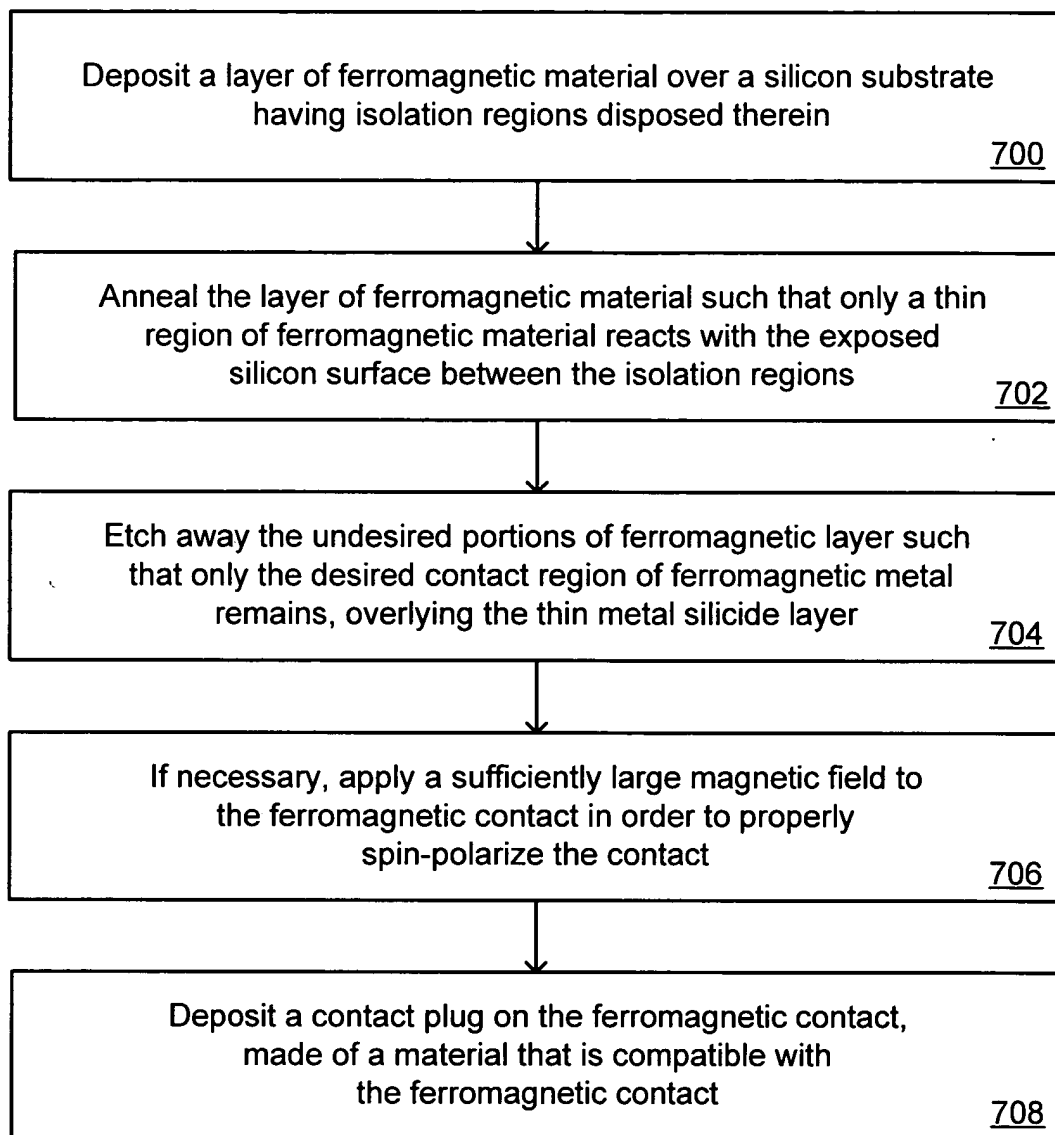 Deposit a layer of ferromagnetic material over a silicon substrate
having isolation regions disposed therein
700
Anneal the layer of ferromagnetic material such that only a thin
region of ferromagnetic material reacts with the exposed
silicon surface between the isolation regions
702
Etch away the undesired portions of ferromagnetic layer such
that only the desired contact region of ferromagnetic metal
remains, overlying the thin metal silicide layer
704
If necessary, apply a sufficiently large magnetic field to
the ferromagnetic contact in order to properly
spin-polarize the contact
706
Deposit a contact plug on the ferromagnetic contact,
made of a material that is compatible with
the ferromagnetic contact
708